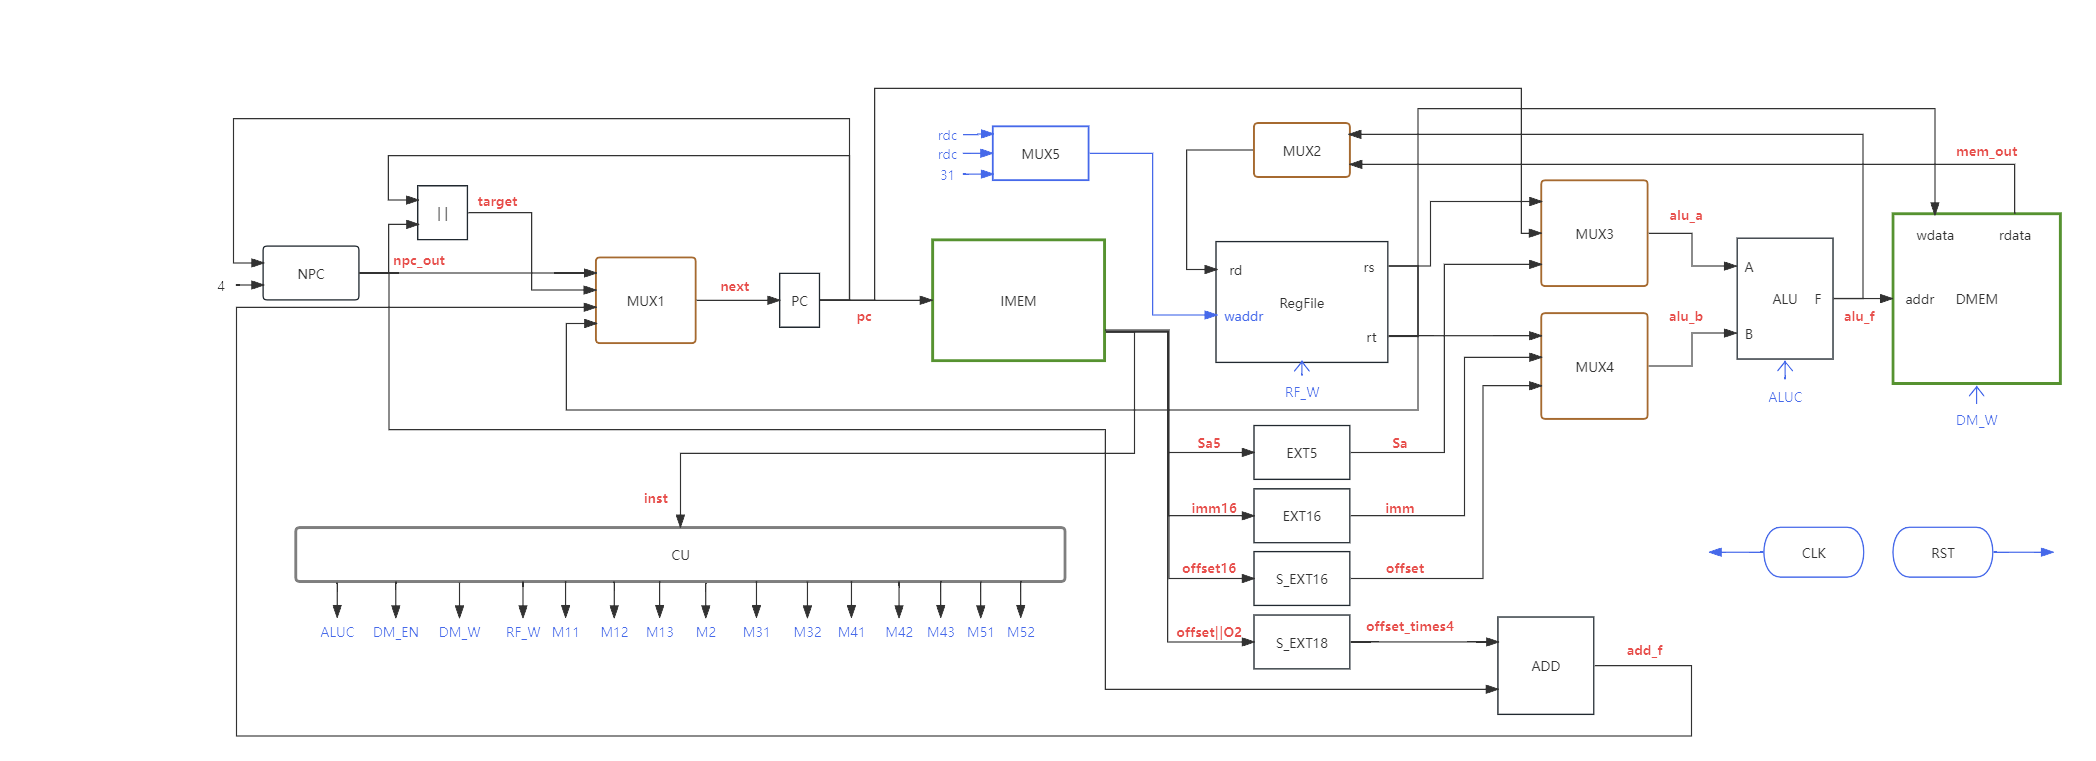 rdc
rdc
31
MUX5
MUX2
mem_out
||
target
alu_a
MUX3
wdata
rdata
NPC
npc_out
4
MUX1
next
PC
pc
IMEM
rd
rs
RegFile
waddr
rt
RF_W
alu_b
MUX4
A
ALU
F
B
alu_f
ALUC
addr
DMEM
DM_W
Sa5
EXT5
Sa
inst
imm16
EXT16
imm
CU
offset16
S_EXT16
offset
CLK
RST
ALUC
DM_EN
DM_W
RF_W
M11
M12
M13
M2
M31
M32
M41
M42
M43
M51
M52
offset||O2
S_EXT18
offset_times4
ADD
add_f